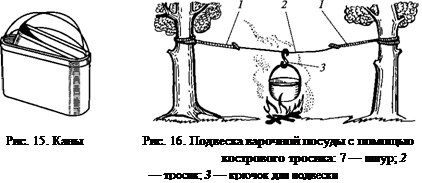 1 2 1
3
Рис. 15. Каны
Рис. 16. Подвеска варочной посуды с помощью
кострового тросика: 7 — шнур; 2
— тросик; 3 — крючок для подвески